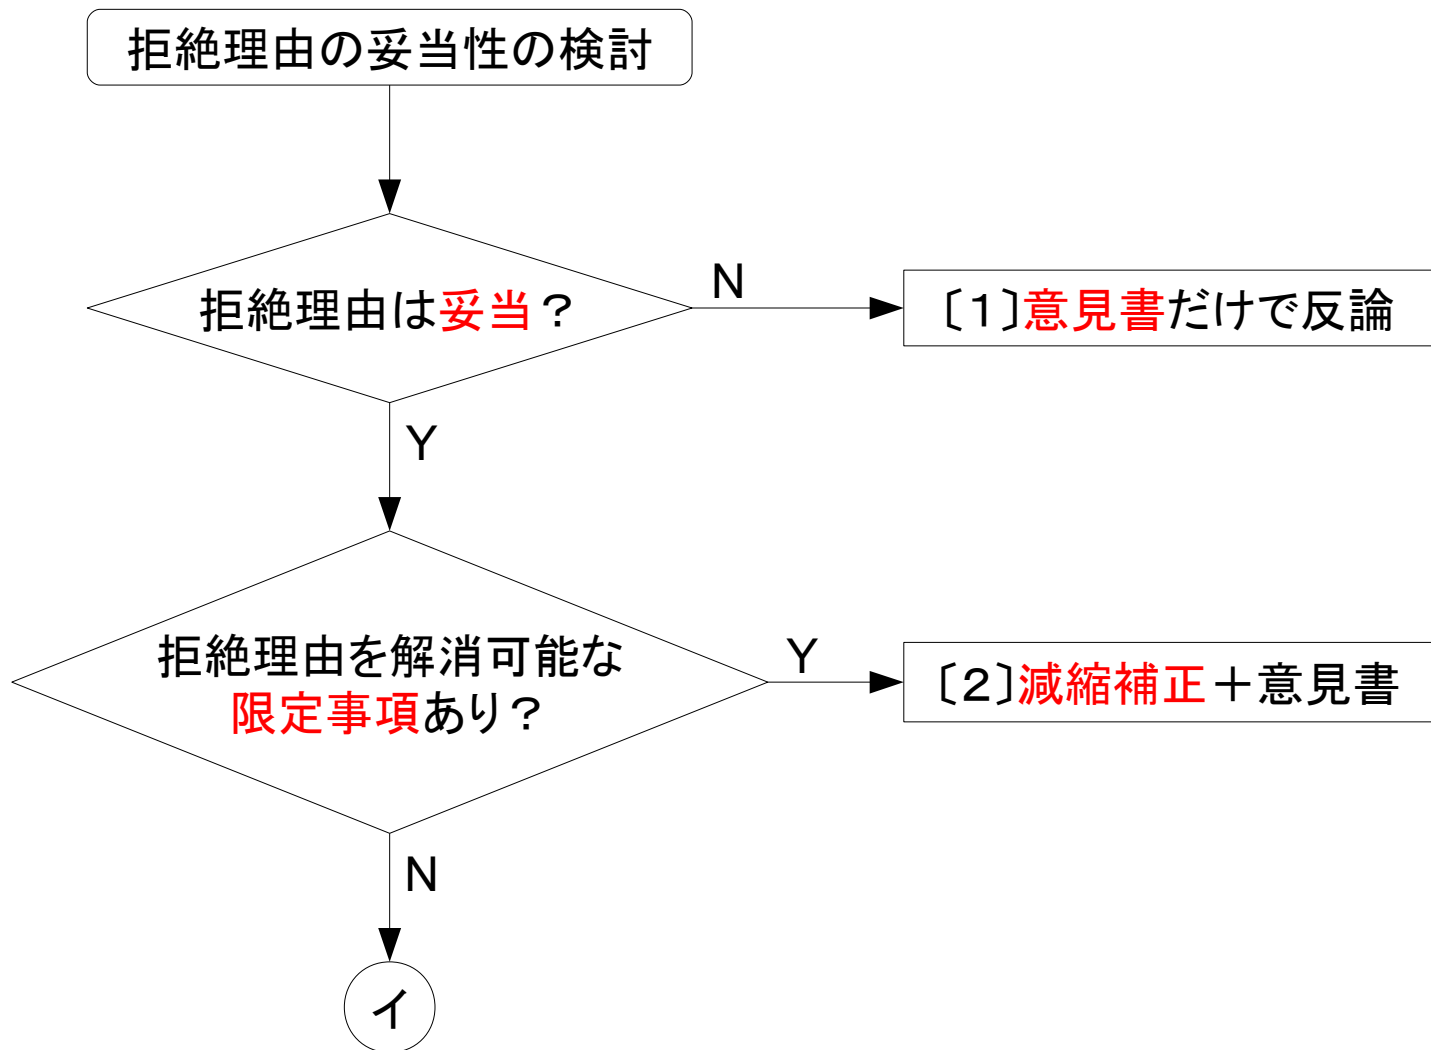 拒絶理由の妥当性の検討
拒絶理由は妥当？
N
〔１〕意見書だけで反論
Y
拒絶理由を解消可能な
限定事項あり？
Y
〔２〕減縮補正＋意見書
N
イ